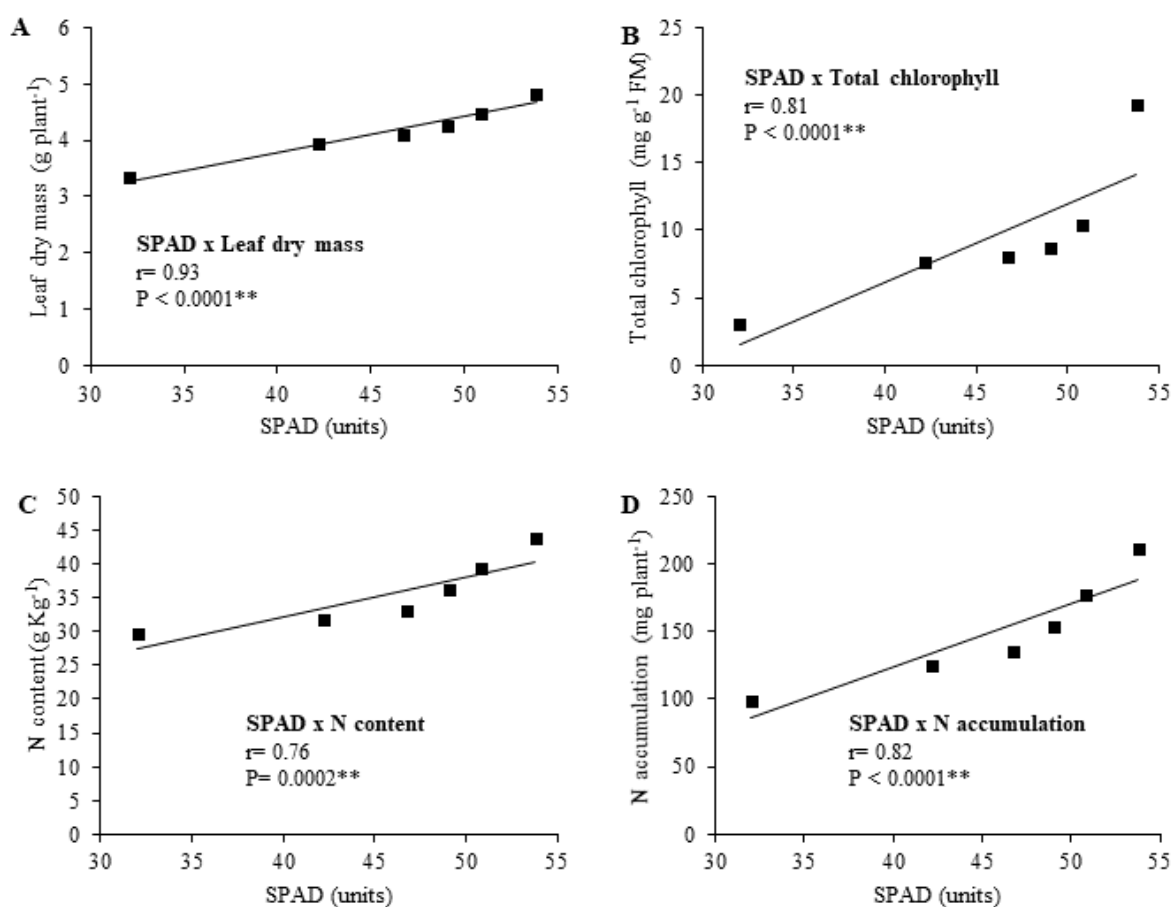 A
Leaf dry mass (g plant-1)
6
5
4
3
2
1
0
SPAD x Leaf dry mass
r= 0.93
P < 0.0001**
30 35 40 45 50 55
SPAD (units)
B
Total chlorophyll (mg g-1 FM)
25
20
15
10
5
0
SPAD x Total chlorophyll
r= 0.81
P < 0.0001**
30 35 40 45 50 55
SPAD (units)
C
N content (g Kg-1)
50
45
40
35
30
25
20
15
10
5
0
SPAD x N content
r= 0.76
P= 0.0002**
30 35 40 45 50 55
SPAD (units)
D
N accumulation (mg plant-1)
250
200
150
100
50
0
SPAD x N accumulation
r= 0.82
P < 0.0001**
30 35 40 45 50 55
SPAD (units)